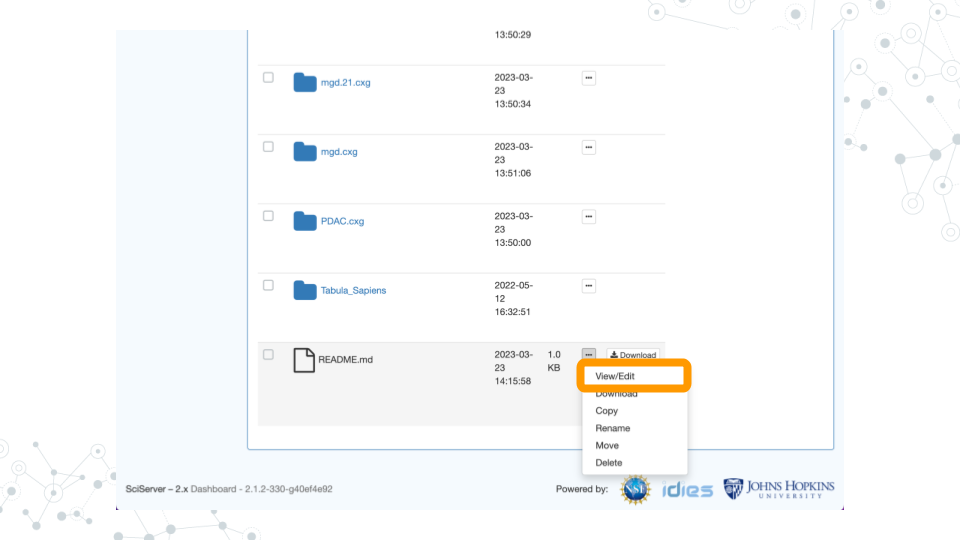 13:50:29
mgd.21.cxg
2023-03-
23
13:50:34
mgd.cxg
2023-03-
23
13:51:06
PDAC.cxg
2023-03-
23
13:50:00
Tabula_Sapiens
2022-05-
12
16:32:51
README.md
2023-03-
23
14:15:58
1.0
KB
Download
View/Edit
Download
Copy
Rename
Move
Delete
SciServer – 2.x Dashboard - 2.1.2-330-g40ef4e92
Powered by:
NSF
idies
JOHNS HOPKINS
UNIVERSITY